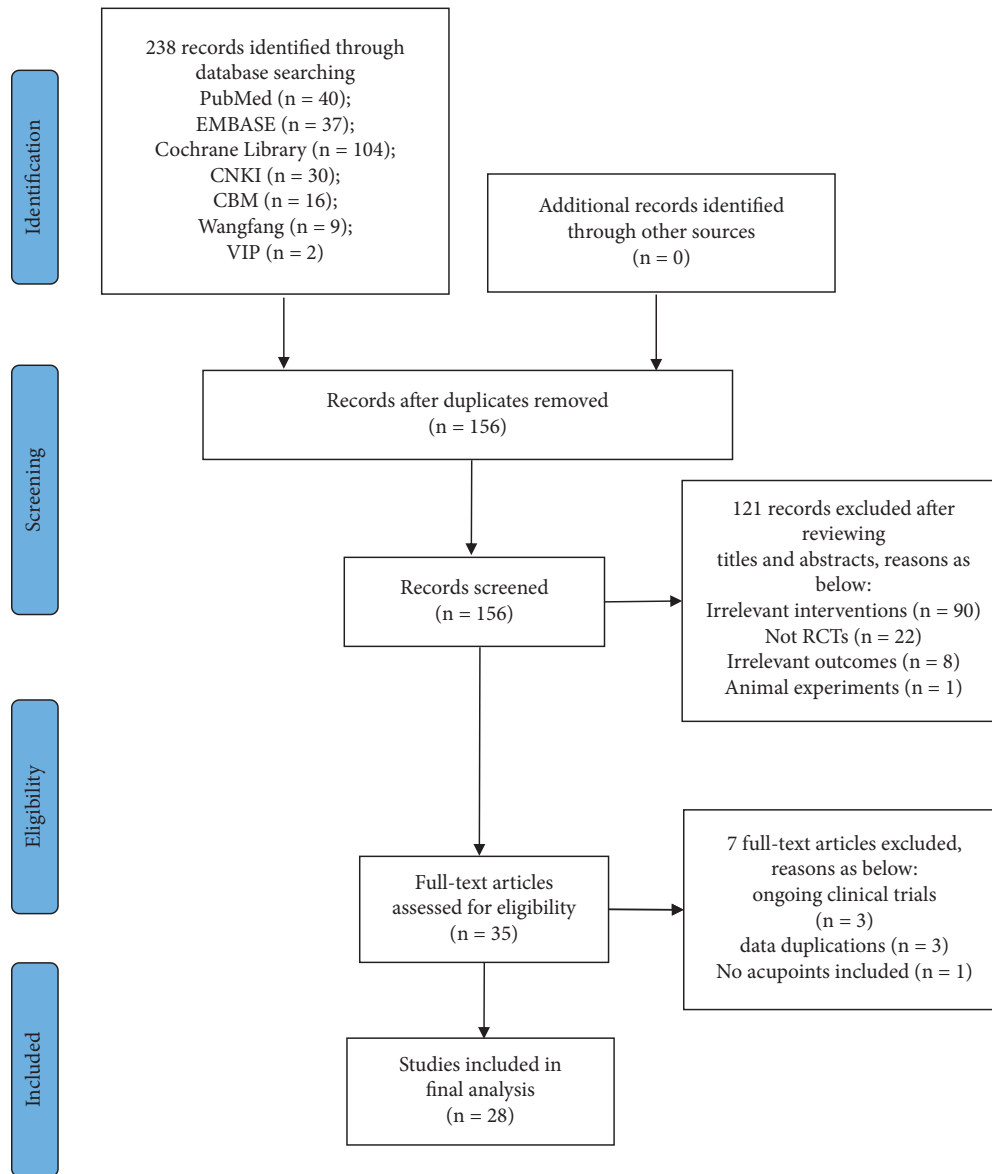 Identification
238 records identified through
database searching
PubMed (n = 40);
EMBASE (n = 37);
Cochrane Library (n = 104);
CNKI (n = 30);
CBM (n = 16);
Wangfang (n = 9);
VIP (n = 2)
Additional records identified
through other sources
(n = 0)
Screening
Records after duplicates removed
(n = 156)
Records screened
(n = 156)
121 records excluded after
reviewing
titles and abstracts, reasons as
below:
Irrelevant interventions (n = 90)
Not RCTs (n = 22)
Irrelevant outcomes (n = 8)
Animal experiments (n = 1)
Eligibility
Full-text articles
assessed for eligibility
(n = 35)
7 full-text articles excluded,
reasons as below:
ongoing clinical trials
(n = 3)
data duplications (n = 3)
No acupoints included (n = 1)
Included
Studies included in
final analysis
(n = 28)